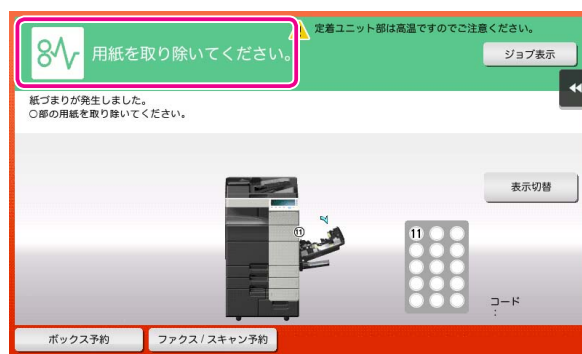 定着ユニット部は高温ですのでご注意ください。
用紙を取り除いてください。
ジョブ表示
紙づまりが発生しました。
○部の用紙を取り除いてください。
表示切替
⑪
11
コード
:
ボックス予約
ファクス / スキャン予約